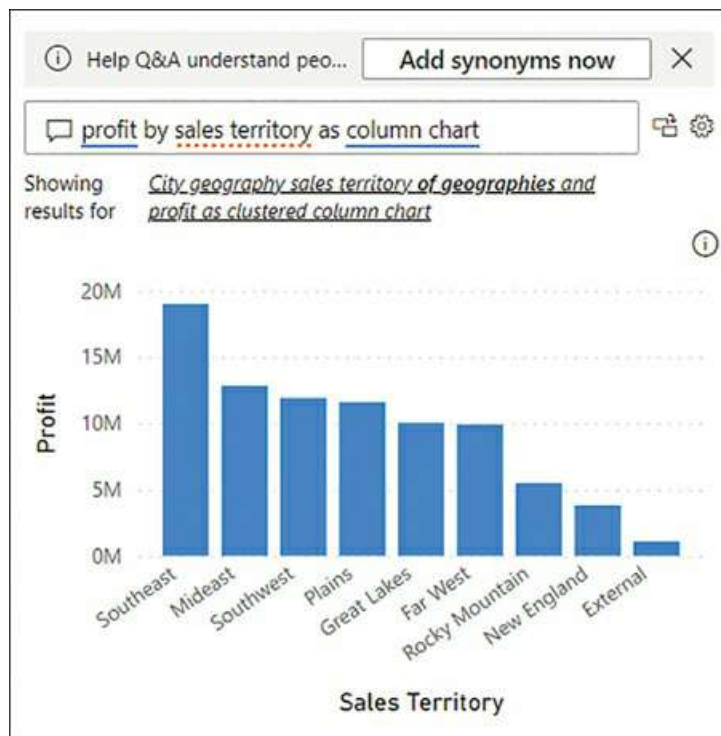 Help Q&A understand peo... Add synonyms now
profit by sales territory as column chart
Showing results for
City geography sales territory of geographies and
profit as clustered column chart
20M
15M
10M
5M
0M
Profit
Southeast
Mideast
Southwest
Plains
Great Lakes
Far West
Rocky Mountain
New England
External
Sales Territory